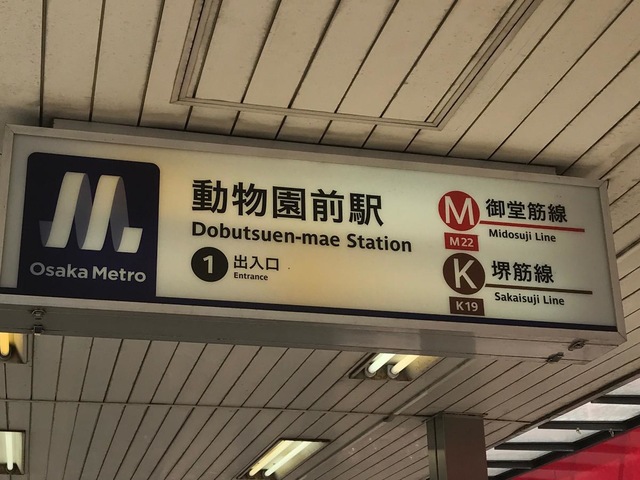 Osaka Metro
動物園前駅
Dobutsuen-mae Station
1 出入口
Entrance
M 御堂筋線
M22 Midosuji Line
K 堺筋線
K19 Sakaisuji Line